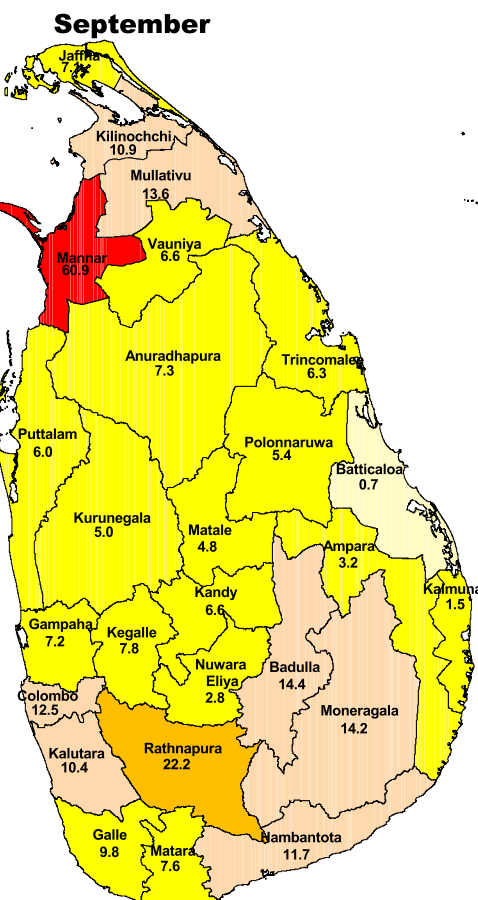 September
Jaffna
7.1
Kilinochchi
10.9
Mullativu
13.6
Mannar
60.9
Vauniya
6.6
Anuradhapura
7.3
Trincomalee
6.3
Puttalam
6.0
Polonnaruwa
5.4
Batticaloa
0.7
Kurunegala
5.0
Matale
4.8
Ampara
3.2
Kalmuna
1.5
Kandy
6.6
Gampaha
7.2
Kegalle
7.8
Nuwara
Eliya
2.8
Badulla
14.4
Colombo
12.5
Moneragala
14.2
Kalutara
10.4
Rathnapura
22.2
Galle
9.8
Matara
7.6
Hambantota
11.7